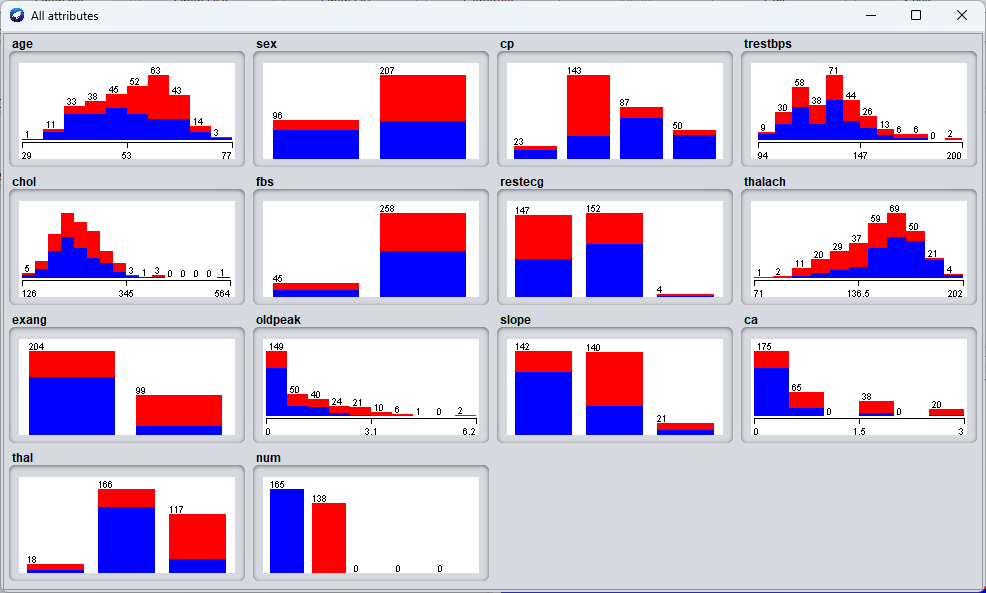 All attributes
age
sex
cp
trestbps
1 11 33 38 45 52 63 43 14 3
29 53 77
96 207
23 143 87 50
9 30 58 38 71 44 26 13 6 6 0 2
94 147 200
chol
fbs
restecg
thalach
5 3 1 3 0 0 0 0 1
126 345 564
45 258
147 152 4
1 2 11 20 29 37 59 69 50 21 4
71 136.5 202
exang
oldpeak
slope
ca
204 99
149 50 40 24 21 10 6 1 0 2
0 3.1 6.2
142 140 21
175 65 0 38 0 20
0 1.5 3
thal
num
18 166 117
165 138 0 0 0